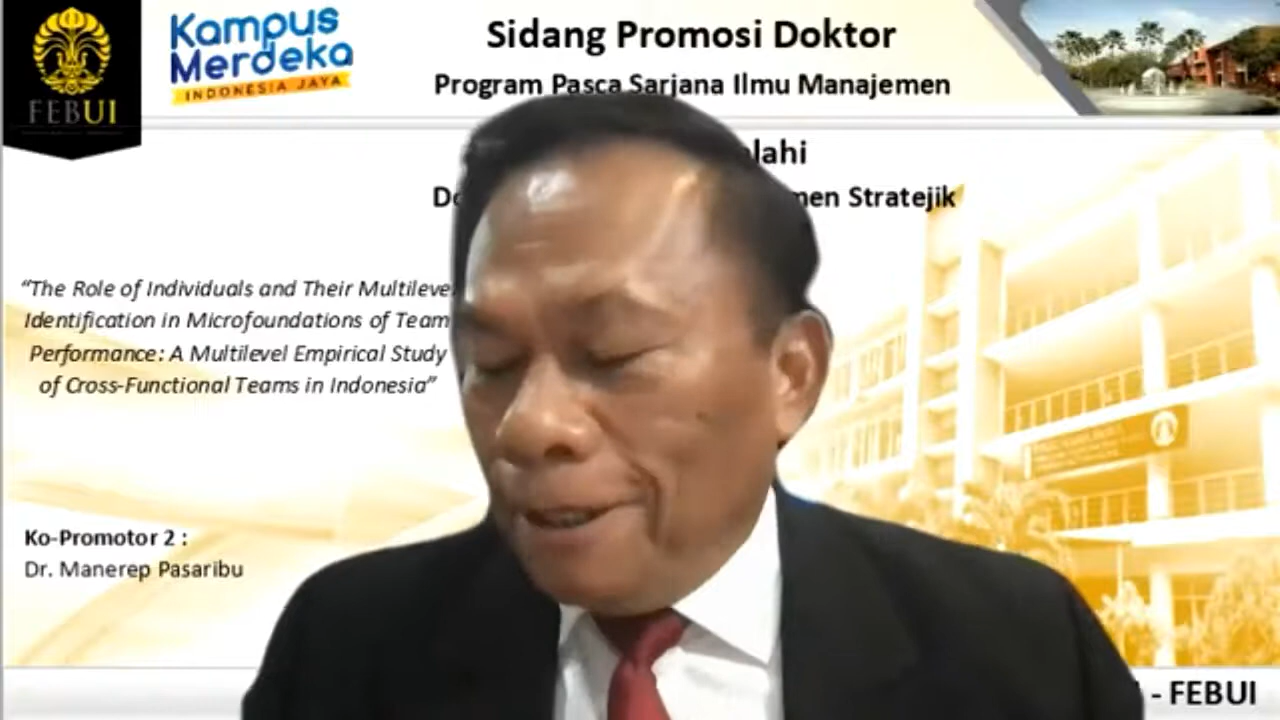 FEBUI
Kampus
Merdeka
INDONESIA JAYA
Sidang Promosi Doktor
Program Pasca Sarjana Ilmu Manajemen
lahi
Stratejik
“The Role of Individuals and Their Multilevel
Identification in Microfoundations of Team
Performance: A Multilevel Empirical Study
of Cross-Functional Teams in Indonesia”
Ko-Promotor 2 :
Dr. Manerep Pasaribu
- FEBUI